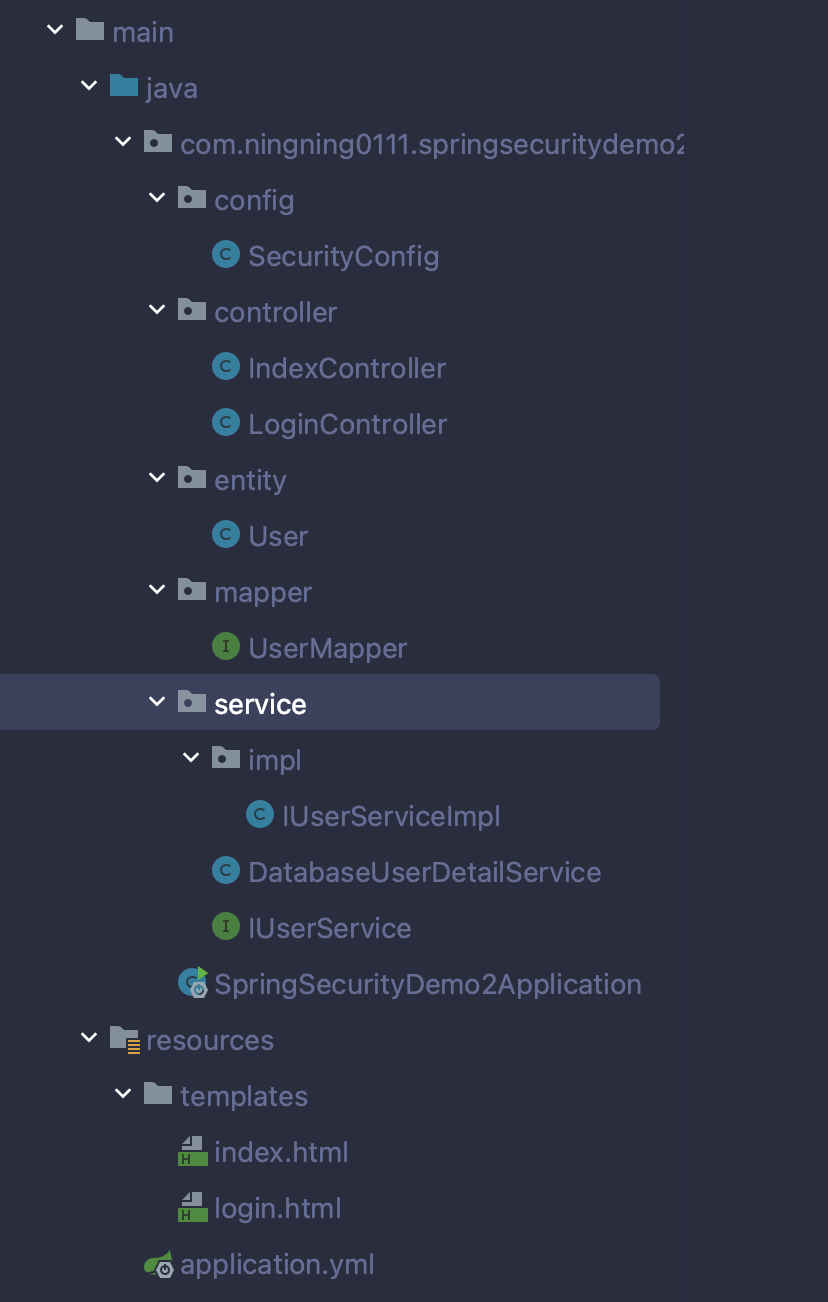 main
java
com.ningning0111.springsecuritydemo2
config
C SecurityConfig
controller
C IndexController
C LoginController
entity
C User
mapper
I UserMapper
service
impl
C IUserServiceImpl
C DatabaseUserDetailService
I IUserService
C SpringSecurityDemo2Application
resources
templates
H index.html
H login.html
application.yml